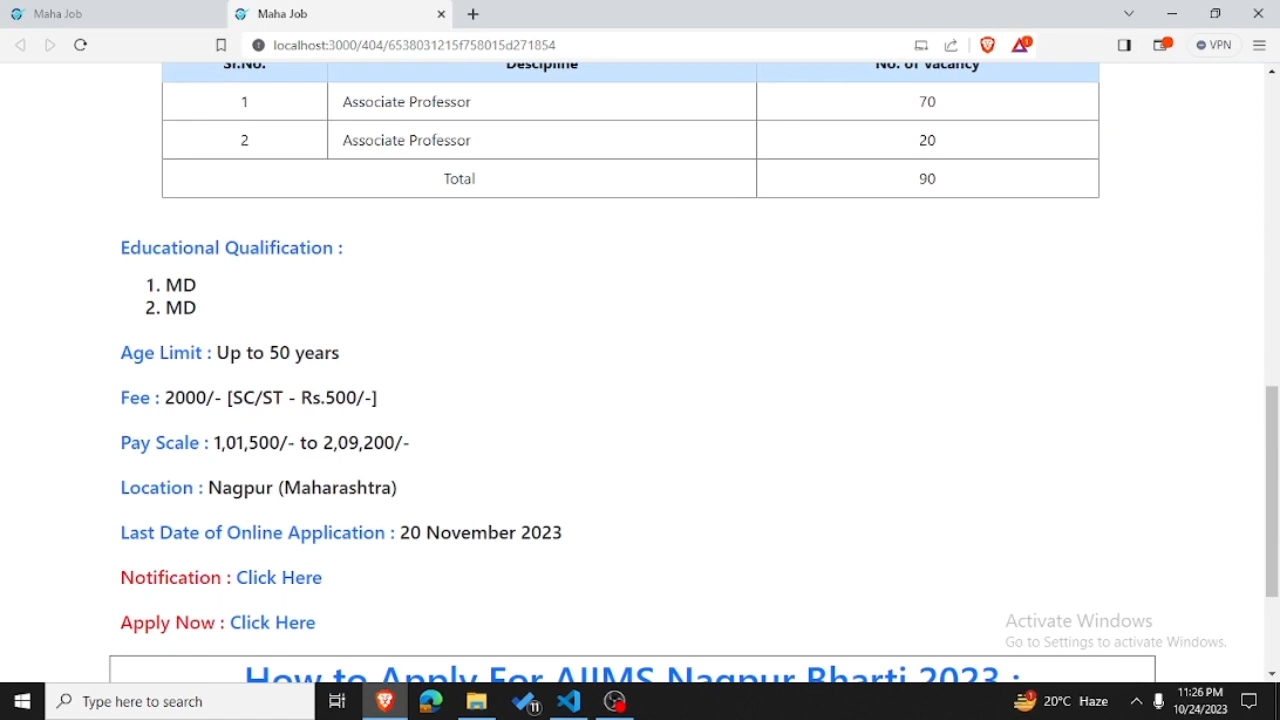 Maha Job
Maha Job
localhost:3000/404/6538031215f758015d271854
1
VPN
Sr.No. Descipline No. of Vacancy
1 Associate Professor 70
2 Associate Professor 20
Total 90
Educational Qualification :
1. MD
2. MD
Age Limit : Up to 50 years
Fee : 2000/- [SC/ST - Rs.500/-]
Pay Scale : 1,01,500/- to 2,09,200/-
Location : Nagpur (Maharashtra)
Last Date of Online Application : 20 November 2023
Notification : Click Here
Apply Now : Click Here
Activate Windows
Go to Settings to activate Windows.
How to Apply For AIIMS Nagpur Bharti 2023 :
Type here to search
11
1
20°C Haze
11:26 PM
10/24/2023